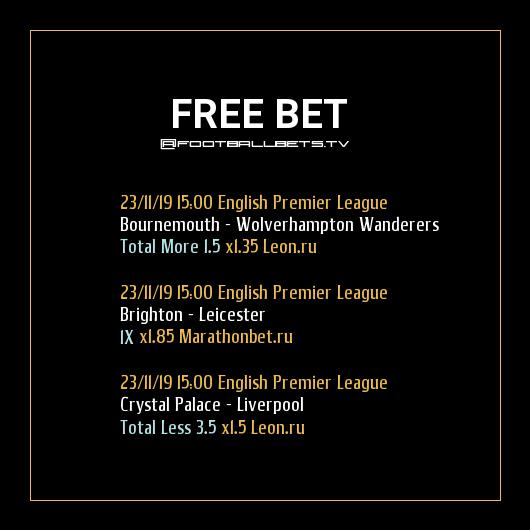 FREE BET
@FOOTBALLBETS.TV
23/11/19 15:00 English Premier League
Bournemouth - Wolverhampton Wanderers
Total More 1.5 x1.35 Leon.ru
23/11/19 15:00 English Premier League
Brighton - Leicester
1X x1.85 Marathonbet.ru
23/11/19 15:00 English Premier League
Crystal Palace - Liverpool
Total Less 3.5 x1.5 Leon.ru